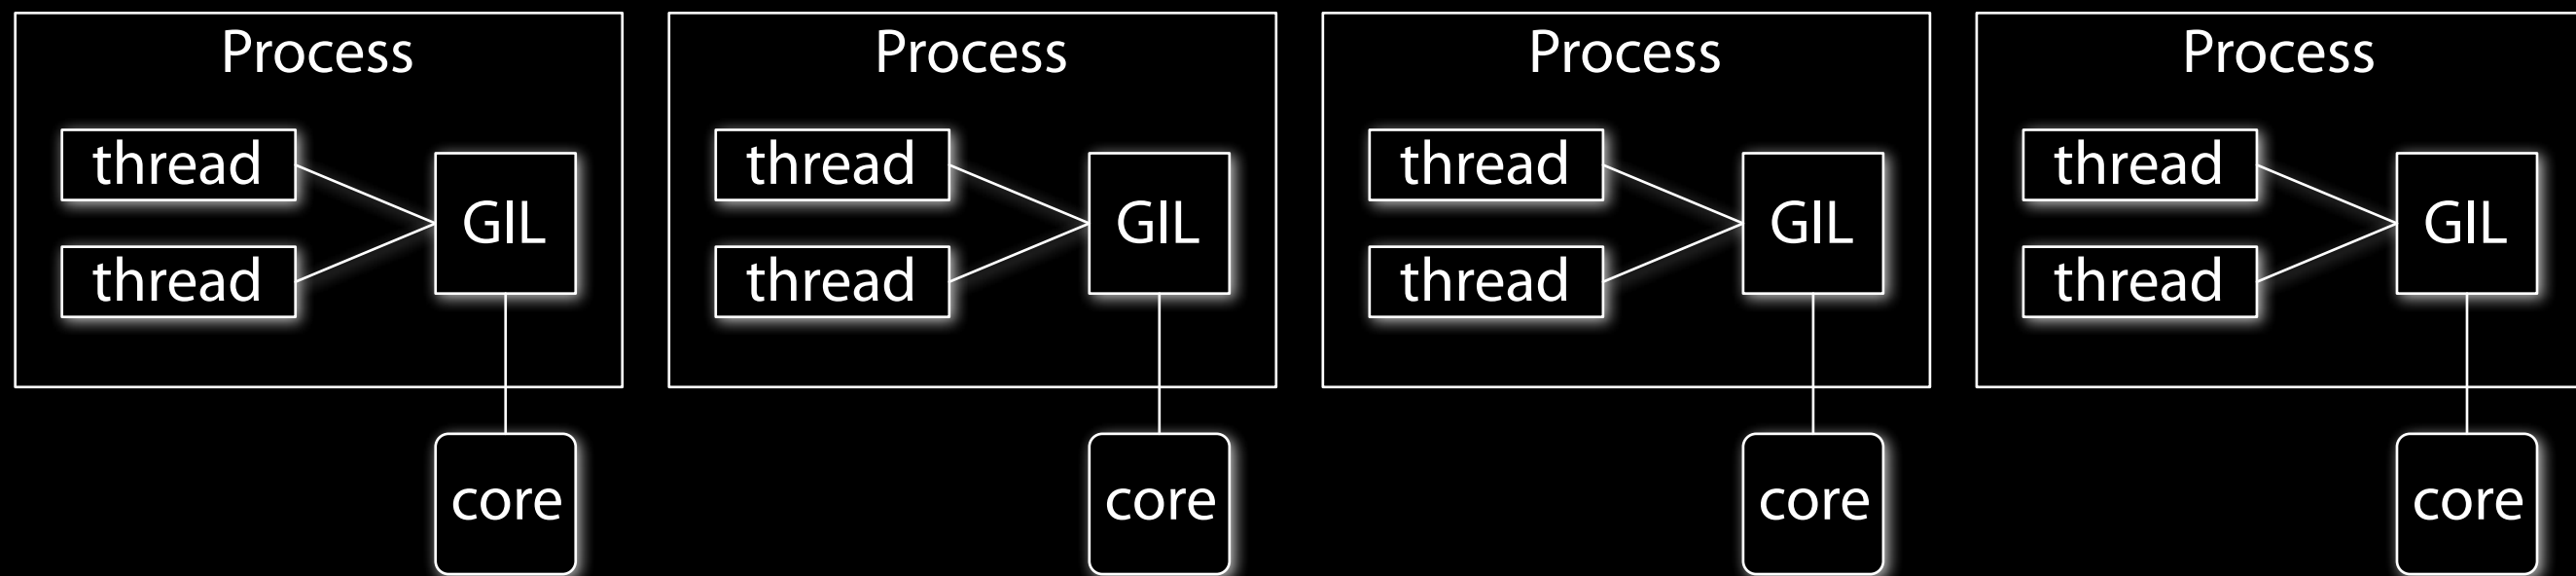 Process
thread
thread
GIL
core
Process
thread
thread
GIL
core
Process
thread
thread
GIL
core
Process
thread
thread
GIL
core